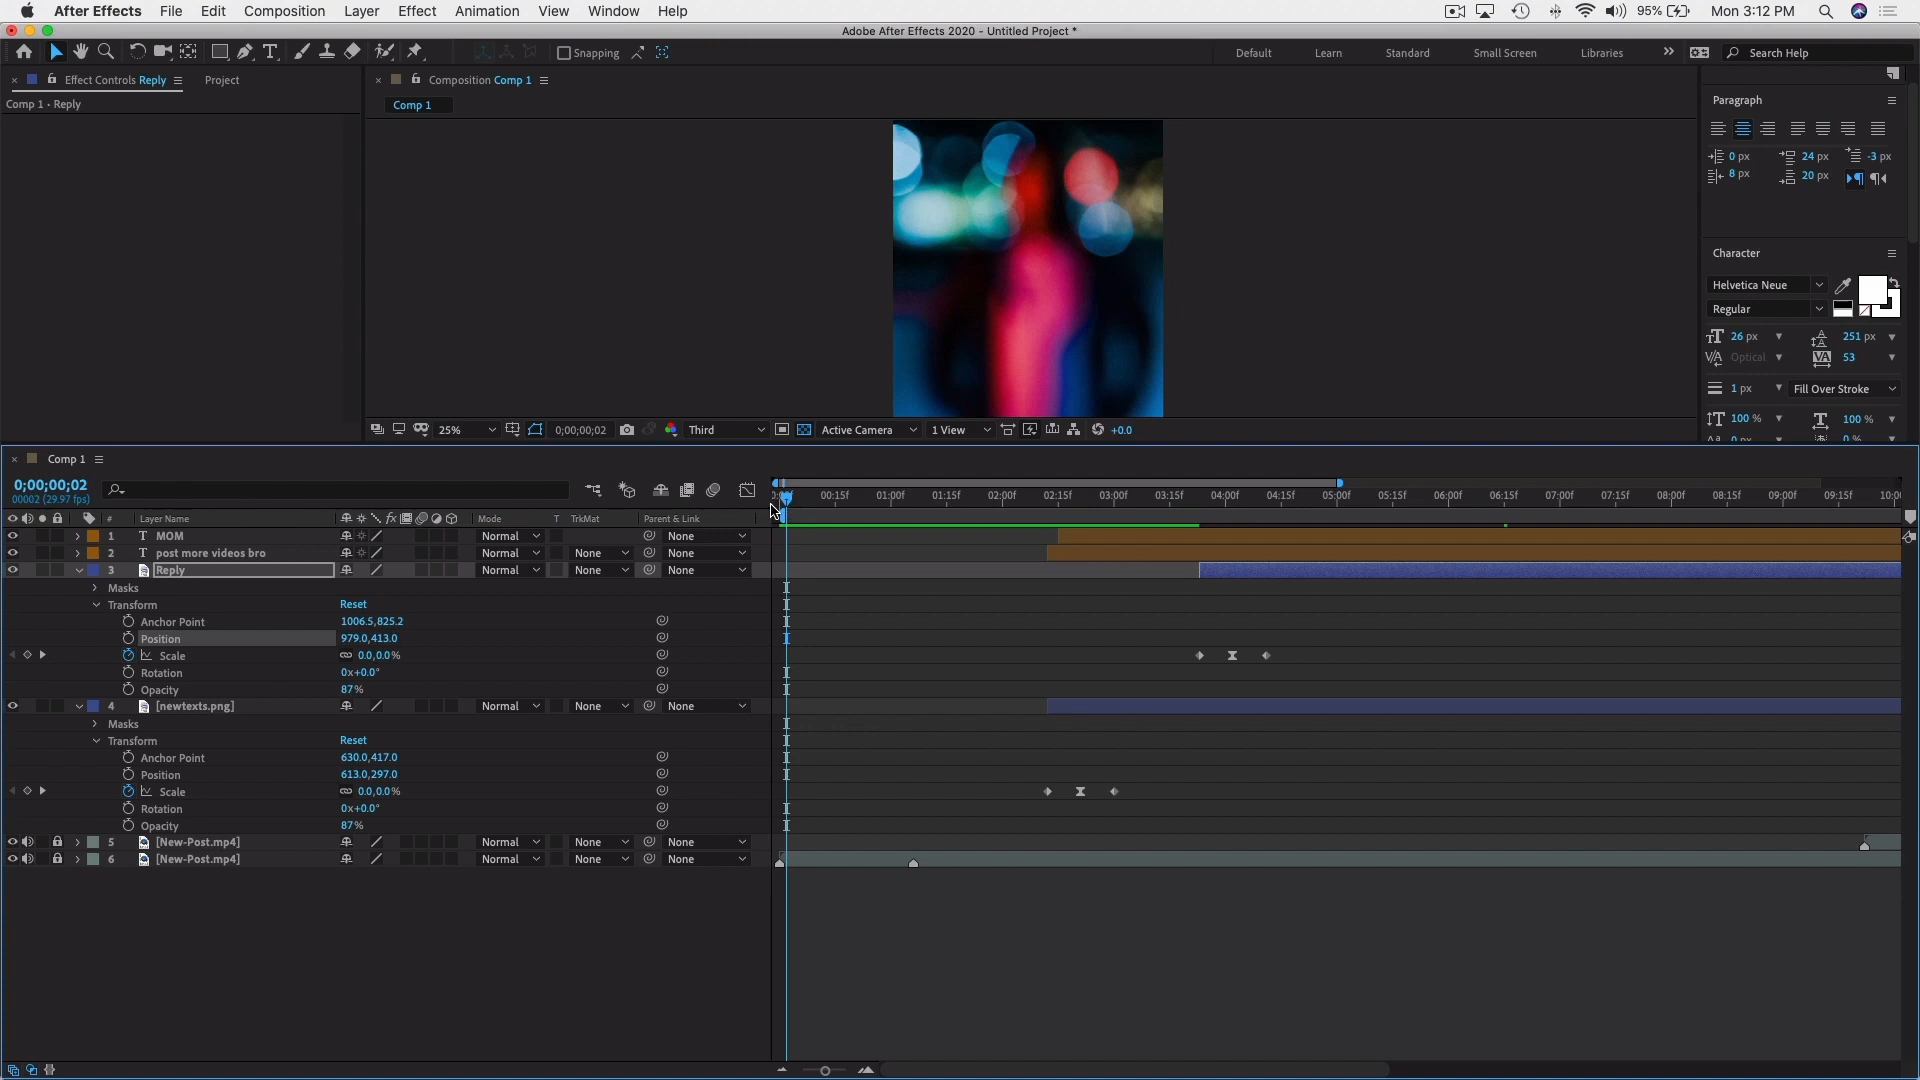 After Effects File Edit Composition Layer Effect Animation View Window Help 95% Mon 3:12 PM
Adobe After Effects 2020 - Untitled Project *
Snapping Default Learn Standard Small Screen Libraries Search Help
Effect Controls Reply Project Composition Comp 1
Comp 1 • Reply
Comp 1
Paragraph
0 px 24 px -3 px
8 px 20 px
Character
Helvetica Neue
Regular
26 px 251 px
Optical 53
1 px Fill Over Stroke
100 % 100 %
25% 0;00;00;02 Third Active Camera 1 View +0.0
Comp 1
0;00;00;02
00002 (29.97 fps)
00:15f 01:00f 01:15f 02:00f 02:15f 03:00f 03:15f 04:00f 04:15f 05:00f 05:15f 06:00f 06:15f 07:00f 07:15f 08:00f 08:15f 09:00f 09:15f 10:00
# Layer Name fx Mode T TrkMat Parent & Link
1 T MOM Normal None
2 T post more videos bro Normal None None
3 Reply Normal None None
Masks
Transform Reset
Anchor Point 1006.5,825.2
Position 979.0,413.0
Scale 0.0,0.0%
Rotation 0x+0.0°
Opacity 87%
4 [newtexts.png] Normal None None
Masks
Transform Reset
Anchor Point 630.0,417.0
Position 613.0,297.0
Scale 0.0,0.0%
Rotation 0x+0.0°
Opacity 87%
5 [New-Post.mp4] Normal None None
6 [New-Post.mp4] Normal None None